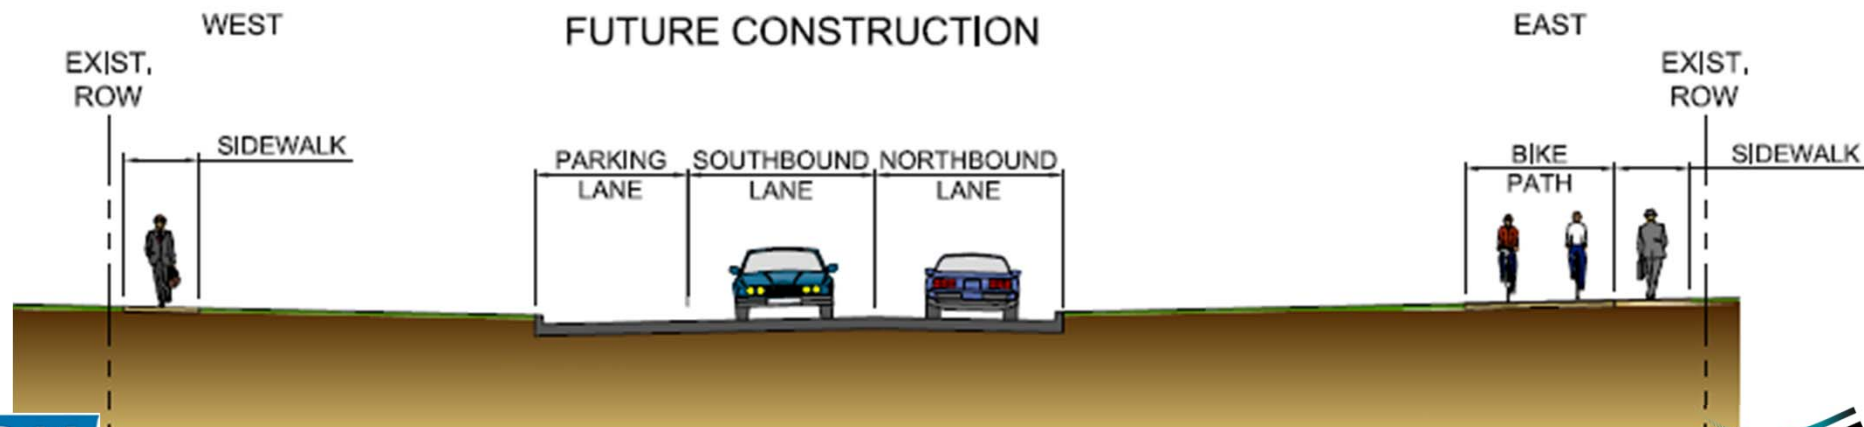 WEST
FUTURE CONSTRUCTION
EAST
EXIST,
ROW
EXIST,
ROW
SIDEWALK
PARKING
LANE
SOUTHBOUND
LANE
NORTHBOUND
LANE
BIKE
PATH
SIDEWALK